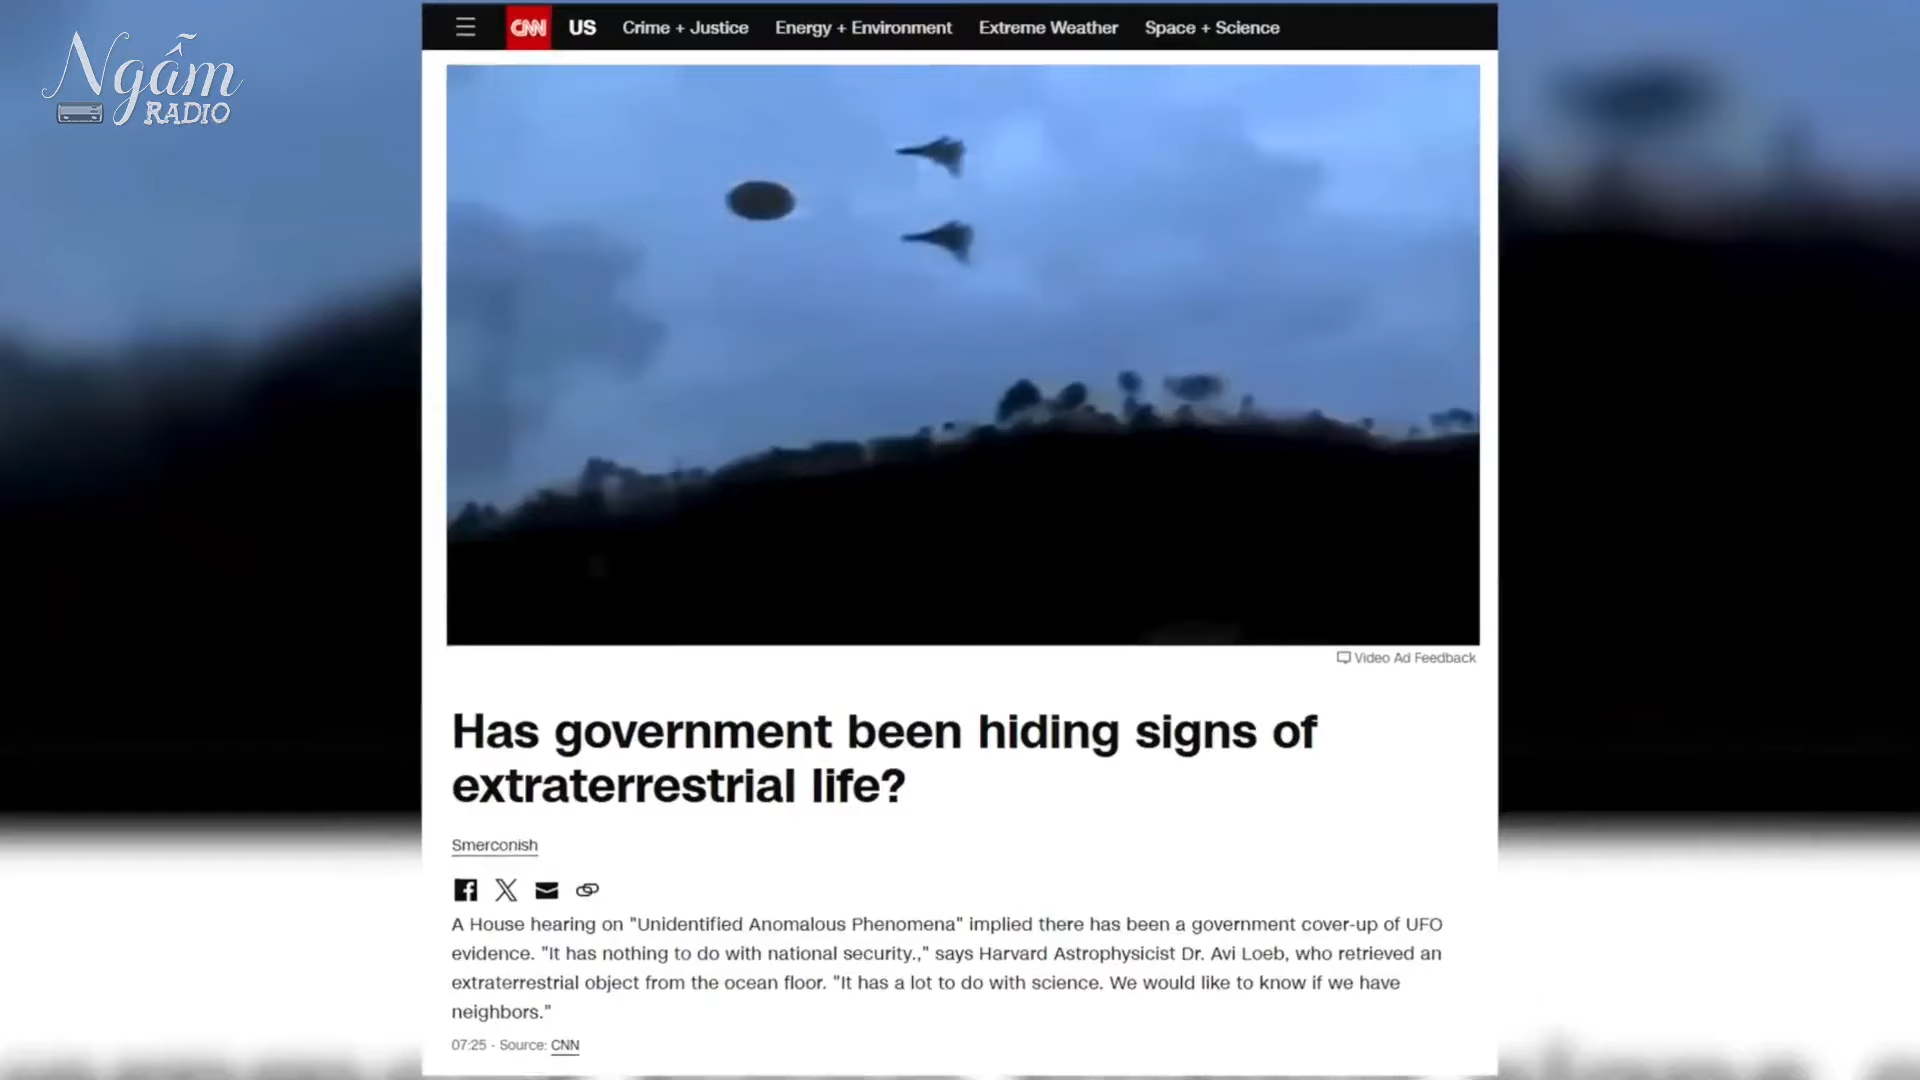 Ngẫm
RADIO
CNN US Crime + Justice Energy + Environment Extreme Weather Space + Science
Video Ad Feedback
Has government been hiding signs of
extraterrestrial life?
Smerconish
A House hearing on "Unidentified Anomalous Phenomena" implied there has been a government cover-up of UFO
evidence. "It has nothing to do with national security.," says Harvard Astrophysicist Dr. Avi Loeb, who retrieved an
extraterrestrial object from the ocean floor. "It has a lot to do with science. We would like to know if we have
neighbors."
07:25 - Source: CNN